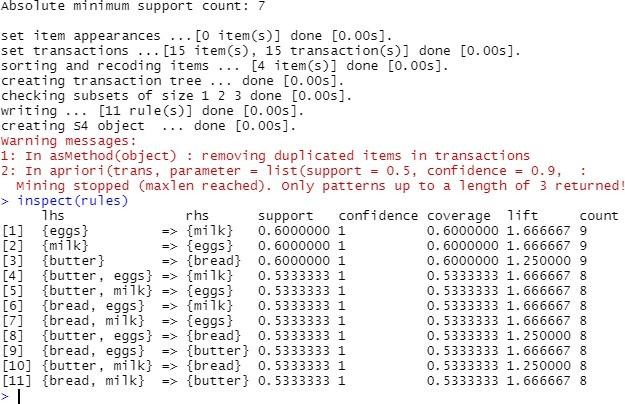 Absolute minimum support count: 7

set item appearances ...[0 item(s)] done [0.00s].
set transactions ...[15 item(s), 15 transaction(s)] done [0.00s].
sorting and recoding items ... [4 item(s)] done [0.00s].
creating transaction tree ... done [0.00s].
checking subsets of size 1 2 3 done [0.00s].
writing ... [11 rule(s)] done [0.00s].
creating S4 object  ... done [0.00s].
Warning messages:
1: In asMethod(object) : removing duplicated items in transactions
2: In apriori(trans, parameter = list(support = 0.5, confidence = 0.9,  :
  Mining stopped (maxlen reached). Only patterns up to a length of 3 returned!
> inspect(rules)
     lhs                rhs      support   confidence coverage  lift     count
[1]  {eggs}          => {milk}   0.6000000 1          0.6000000 1.666667 9
[2]  {milk}          => {eggs}   0.6000000 1          0.6000000 1.666667 9
[3]  {butter}        => {bread}  0.6000000 1          0.6000000 1.250000 9
[4]  {butter, eggs}  => {milk}   0.5333333 1          0.5333333 1.666667 8
[5]  {butter, milk}  => {eggs}   0.5333333 1          0.5333333 1.666667 8
[6]  {bread, eggs}   => {milk}   0.5333333 1          0.5333333 1.666667 8
[7]  {bread, milk}   => {eggs}   0.5333333 1          0.5333333 1.666667 8
[8]  {butter, eggs}  => {bread}  0.5333333 1          0.5333333 1.250000 8
[9]  {bread, eggs}   => {butter} 0.5333333 1          0.5333333 1.666667 8
[10] {butter, milk}  => {bread}  0.5333333 1          0.5333333 1.250000 8
[11] {bread, milk}   => {butter} 0.5333333 1          0.5333333 1.666667 8
>